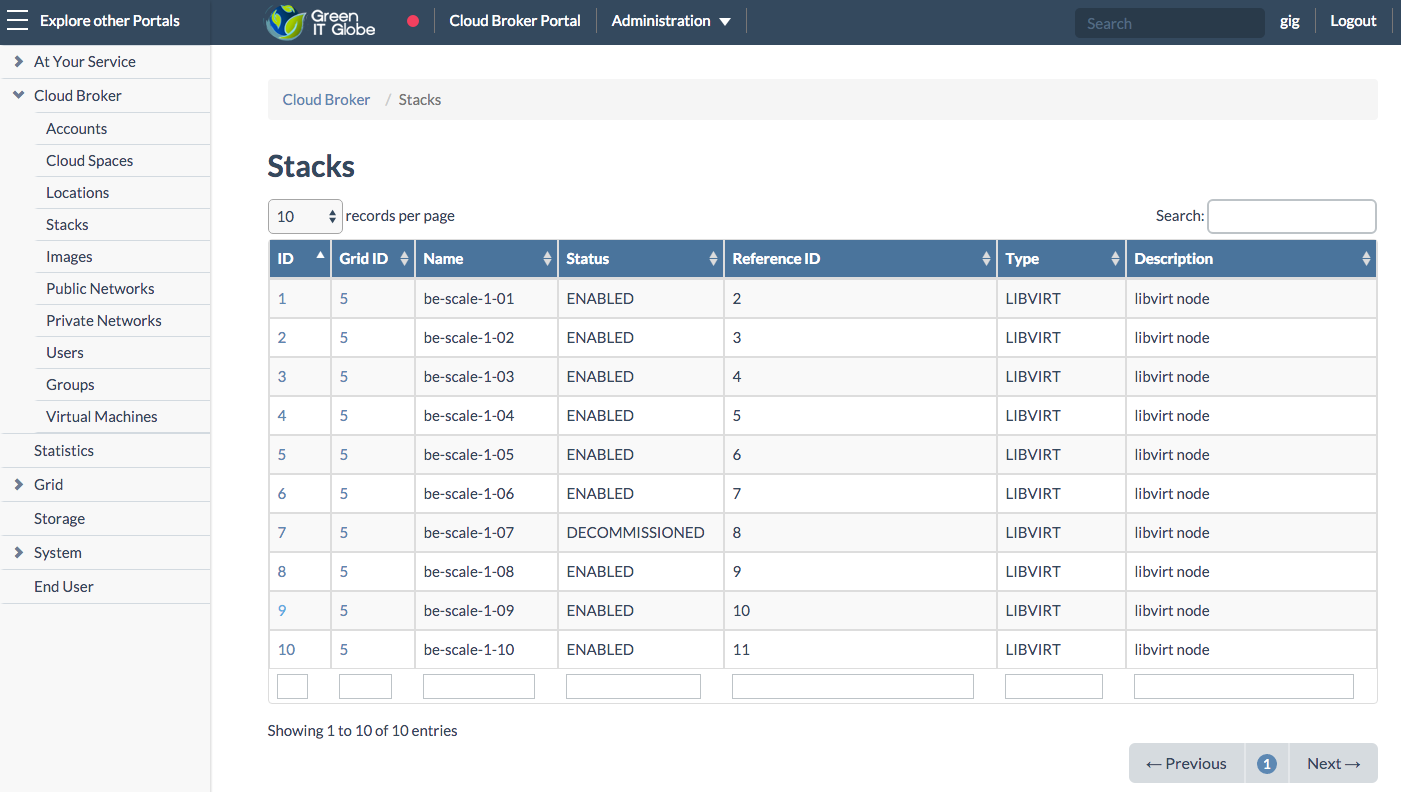 Explore other Portals
Green
IT Globe
Cloud Broker Portal
Administration
Search
gig
Logout
At Your Service
Cloud Broker
Accounts
Cloud Spaces
Locations
Stacks
Images
Public Networks
Private Networks
Users
Groups
Virtual Machines
Statistics
Grid
Storage
System
End User
Cloud Broker / Stacks
Stacks
10 records per page
Search:
ID Grid ID Name Status Reference ID Type Description
1 5 be-scale-1-01 ENABLED 2 LIBVIRT libvirt node
2 5 be-scale-1-02 ENABLED 3 LIBVIRT libvirt node
3 5 be-scale-1-03 ENABLED 4 LIBVIRT libvirt node
4 5 be-scale-1-04 ENABLED 5 LIBVIRT libvirt node
5 5 be-scale-1-05 ENABLED 6 LIBVIRT libvirt node
6 5 be-scale-1-06 ENABLED 7 LIBVIRT libvirt node
7 5 be-scale-1-07 DECOMMISSIONED 8 LIBVIRT libvirt node
8 5 be-scale-1-08 ENABLED 9 LIBVIRT libvirt node
9 5 be-scale-1-09 ENABLED 10 LIBVIRT libvirt node
10 5 be-scale-1-10 ENABLED 11 LIBVIRT libvirt node
Showing 1 to 10 of 10 entries
← Previous 1 Next →